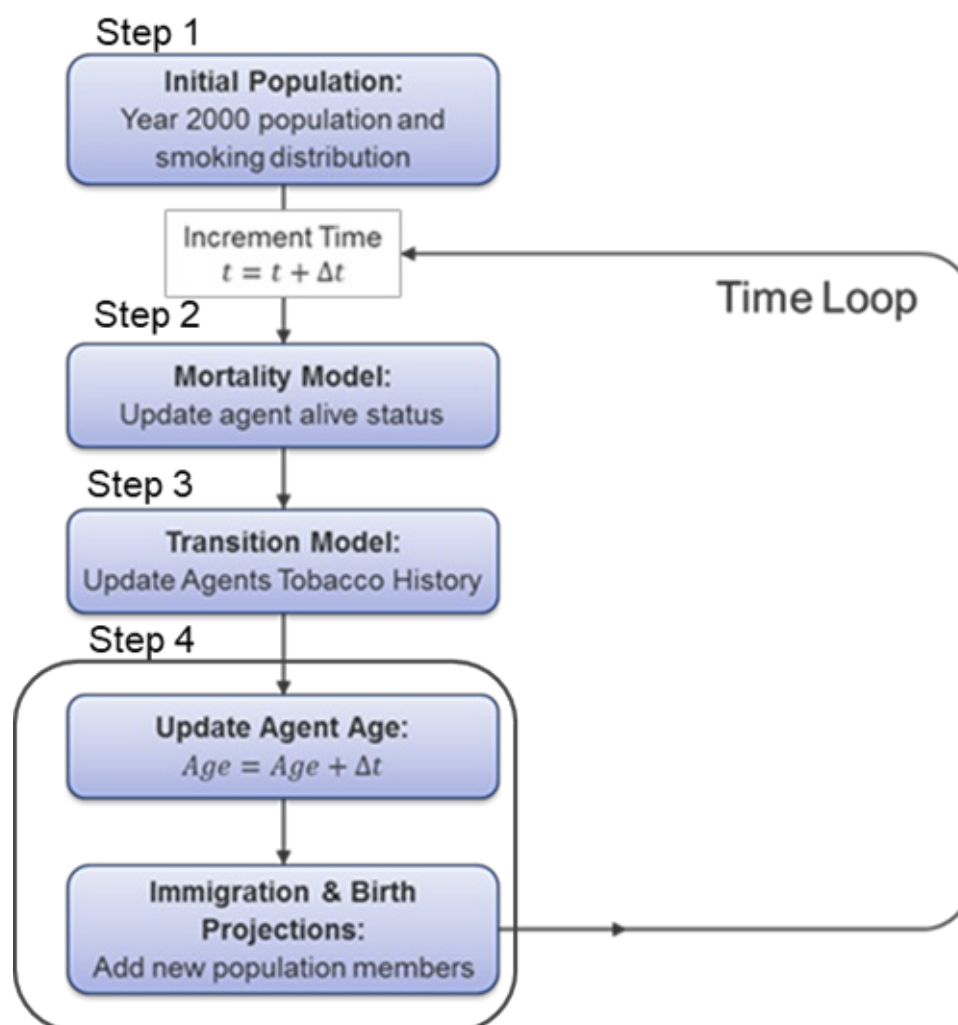 Step 1
Initial Population:
Year 2000 population and
smoking distribution
Increment Time
t = t + Δt
Time Loop
Step 2
Mortality Model:
Update agent alive status
Step 3
Transition Model:
Update Agents Tobacco History
Step 4
Update Agent Age:
Age = Age + Δt
Immigration & Birth
Projections:
Add new population members